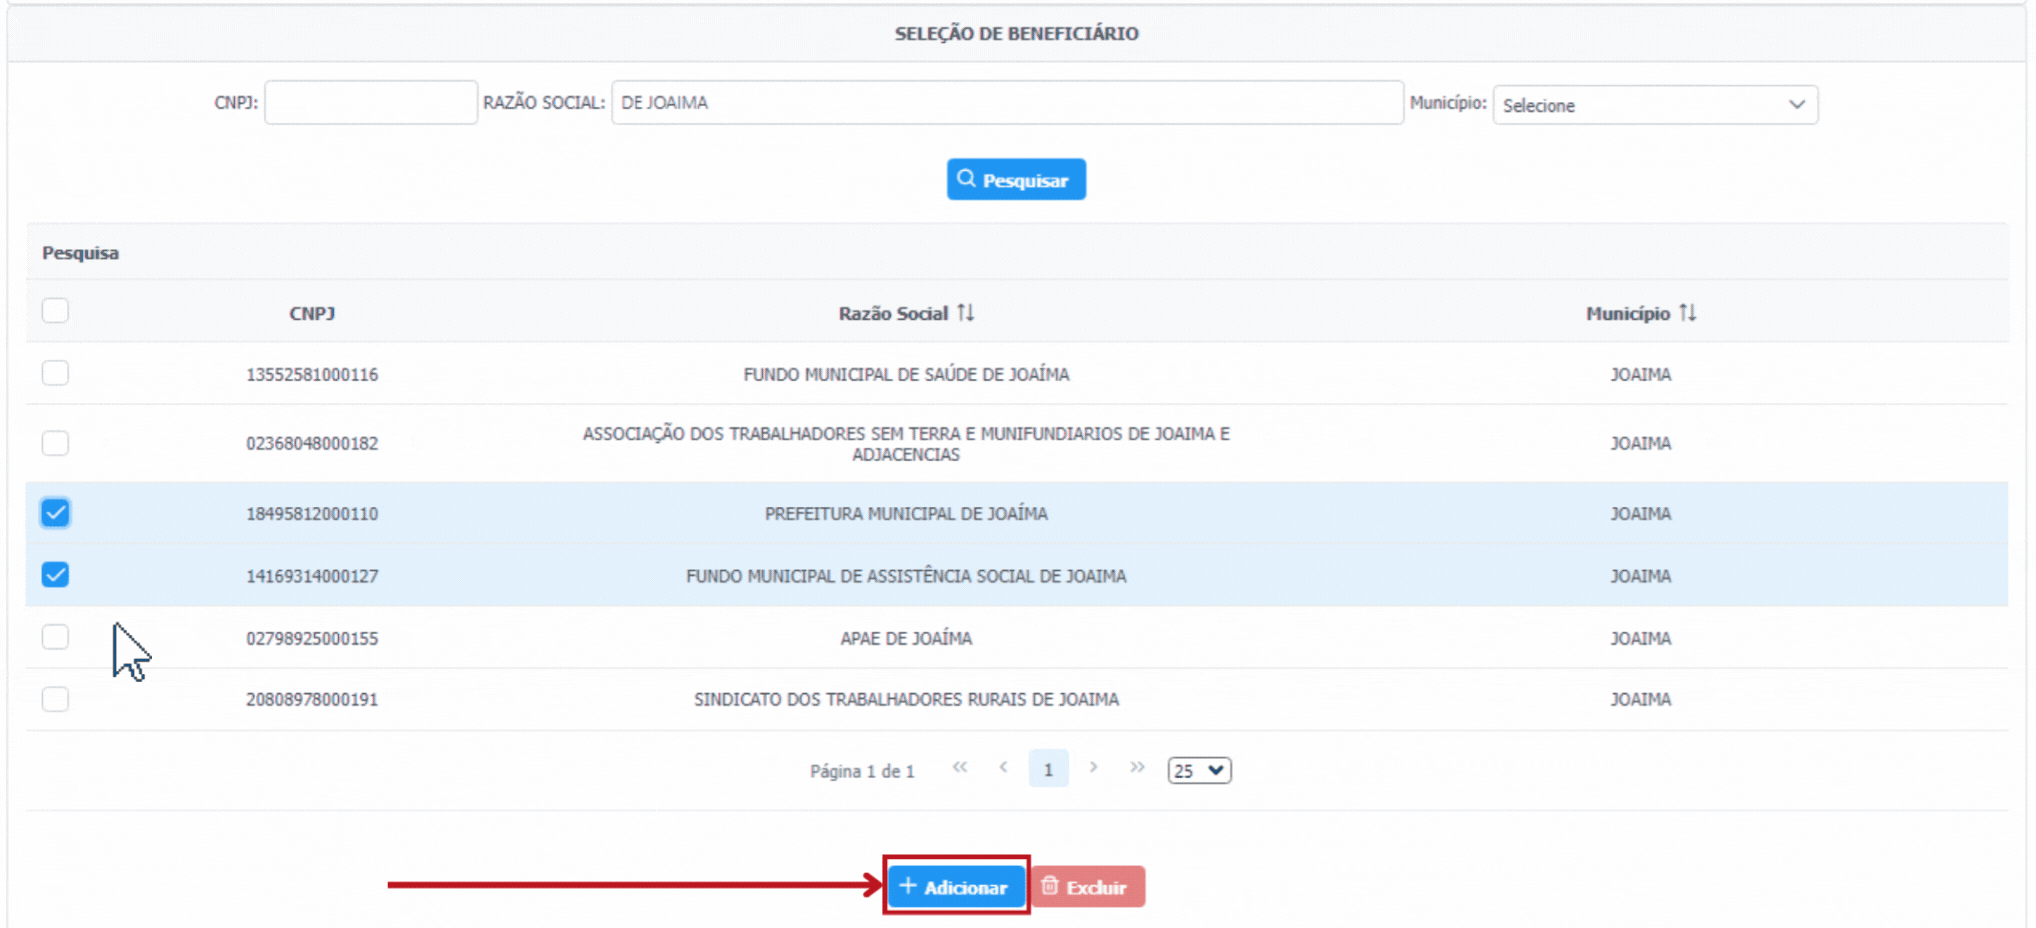 SELEÇÃO DE BENEFICIÁRIO
CNPJ: RAZÃO SOCIAL: DE JOAIMA Município: Selecione
Pesquisar
Pesquisa
CNPJ Razão Social Município
13552581000116 FUNDO MUNICIPAL DE SAÚDE DE JOAÍMA JOAIMA
02368048000182 ASSOCIAÇÃO DOS TRABALHADORES SEM TERRA E MUNIFUNDIARIOS DE JOAIMA E JOAIMA
ADJACENCIAS
18495812000110 PREFEITURA MUNICIPAL DE JOAÍMA JOAIMA
14169314000127 FUNDO MUNICIPAL DE ASSISTÊNCIA SOCIAL DE JOAIMA JOAIMA
02798925000155 APAE DE JOAÍMA JOAIMA
20808978000191 SINDICATO DOS TRABALHADORES RURAIS DE JOAIMA JOAIMA
Página 1 de 1 « ‹ 1 › » 25
+ Adicionar Excluir